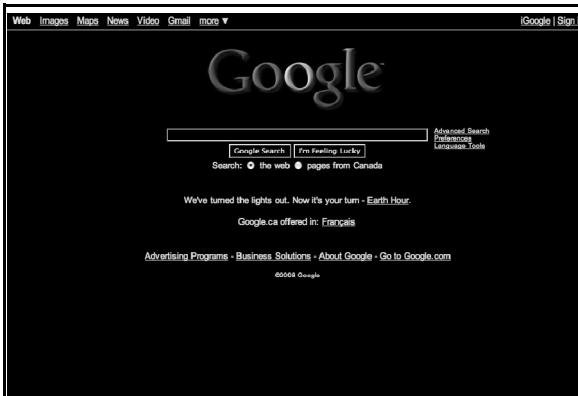 Web Images Maps News Video Gmail more ▼ iGoogle | Sign
Google
Advanced Search
Preferences
Language Tools
Google Search I'm Feeling Lucky
Search: the web pages from Canada
We've turned the lights out. Now it's your turn - Earth Hour.
Google.ca offered in: Français
Advertising Programs - Business Solutions - About Google - Go to Google.com
©2008 Google